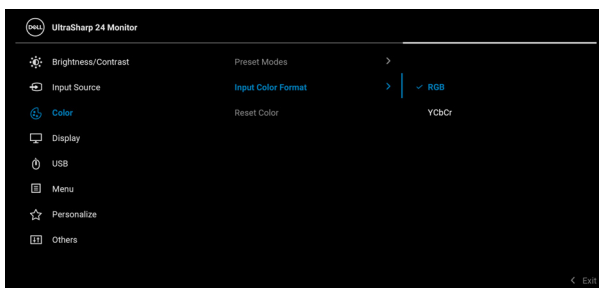 DELL UltraSharp 24 Monitor
Brightness/Contrast Preset Modes
Input Source Input Color Format RGB
Color Reset Color YCbCr
Display
USB
Menu
Personalize
Others
Exit